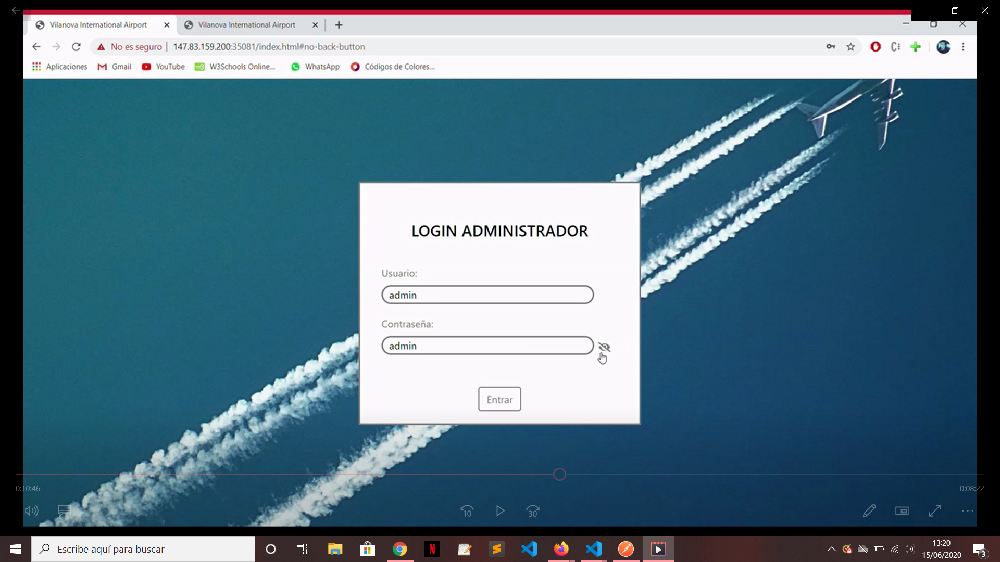 Vilanova International Airport
Vilanova International Airport
No es seguro | 147.83.159.200:35081/index.html#no-back-button
Aplicaciones Gmail YouTube W3Schools Online... WhatsApp Códigos de Colores...
LOGIN ADMINISTRADOR
Usuario:
admin
Contraseña:
admin
Entrar
0:10:46
0:08:22
10
30
Escribe aquí para buscar
13:20
15/06/2020
3